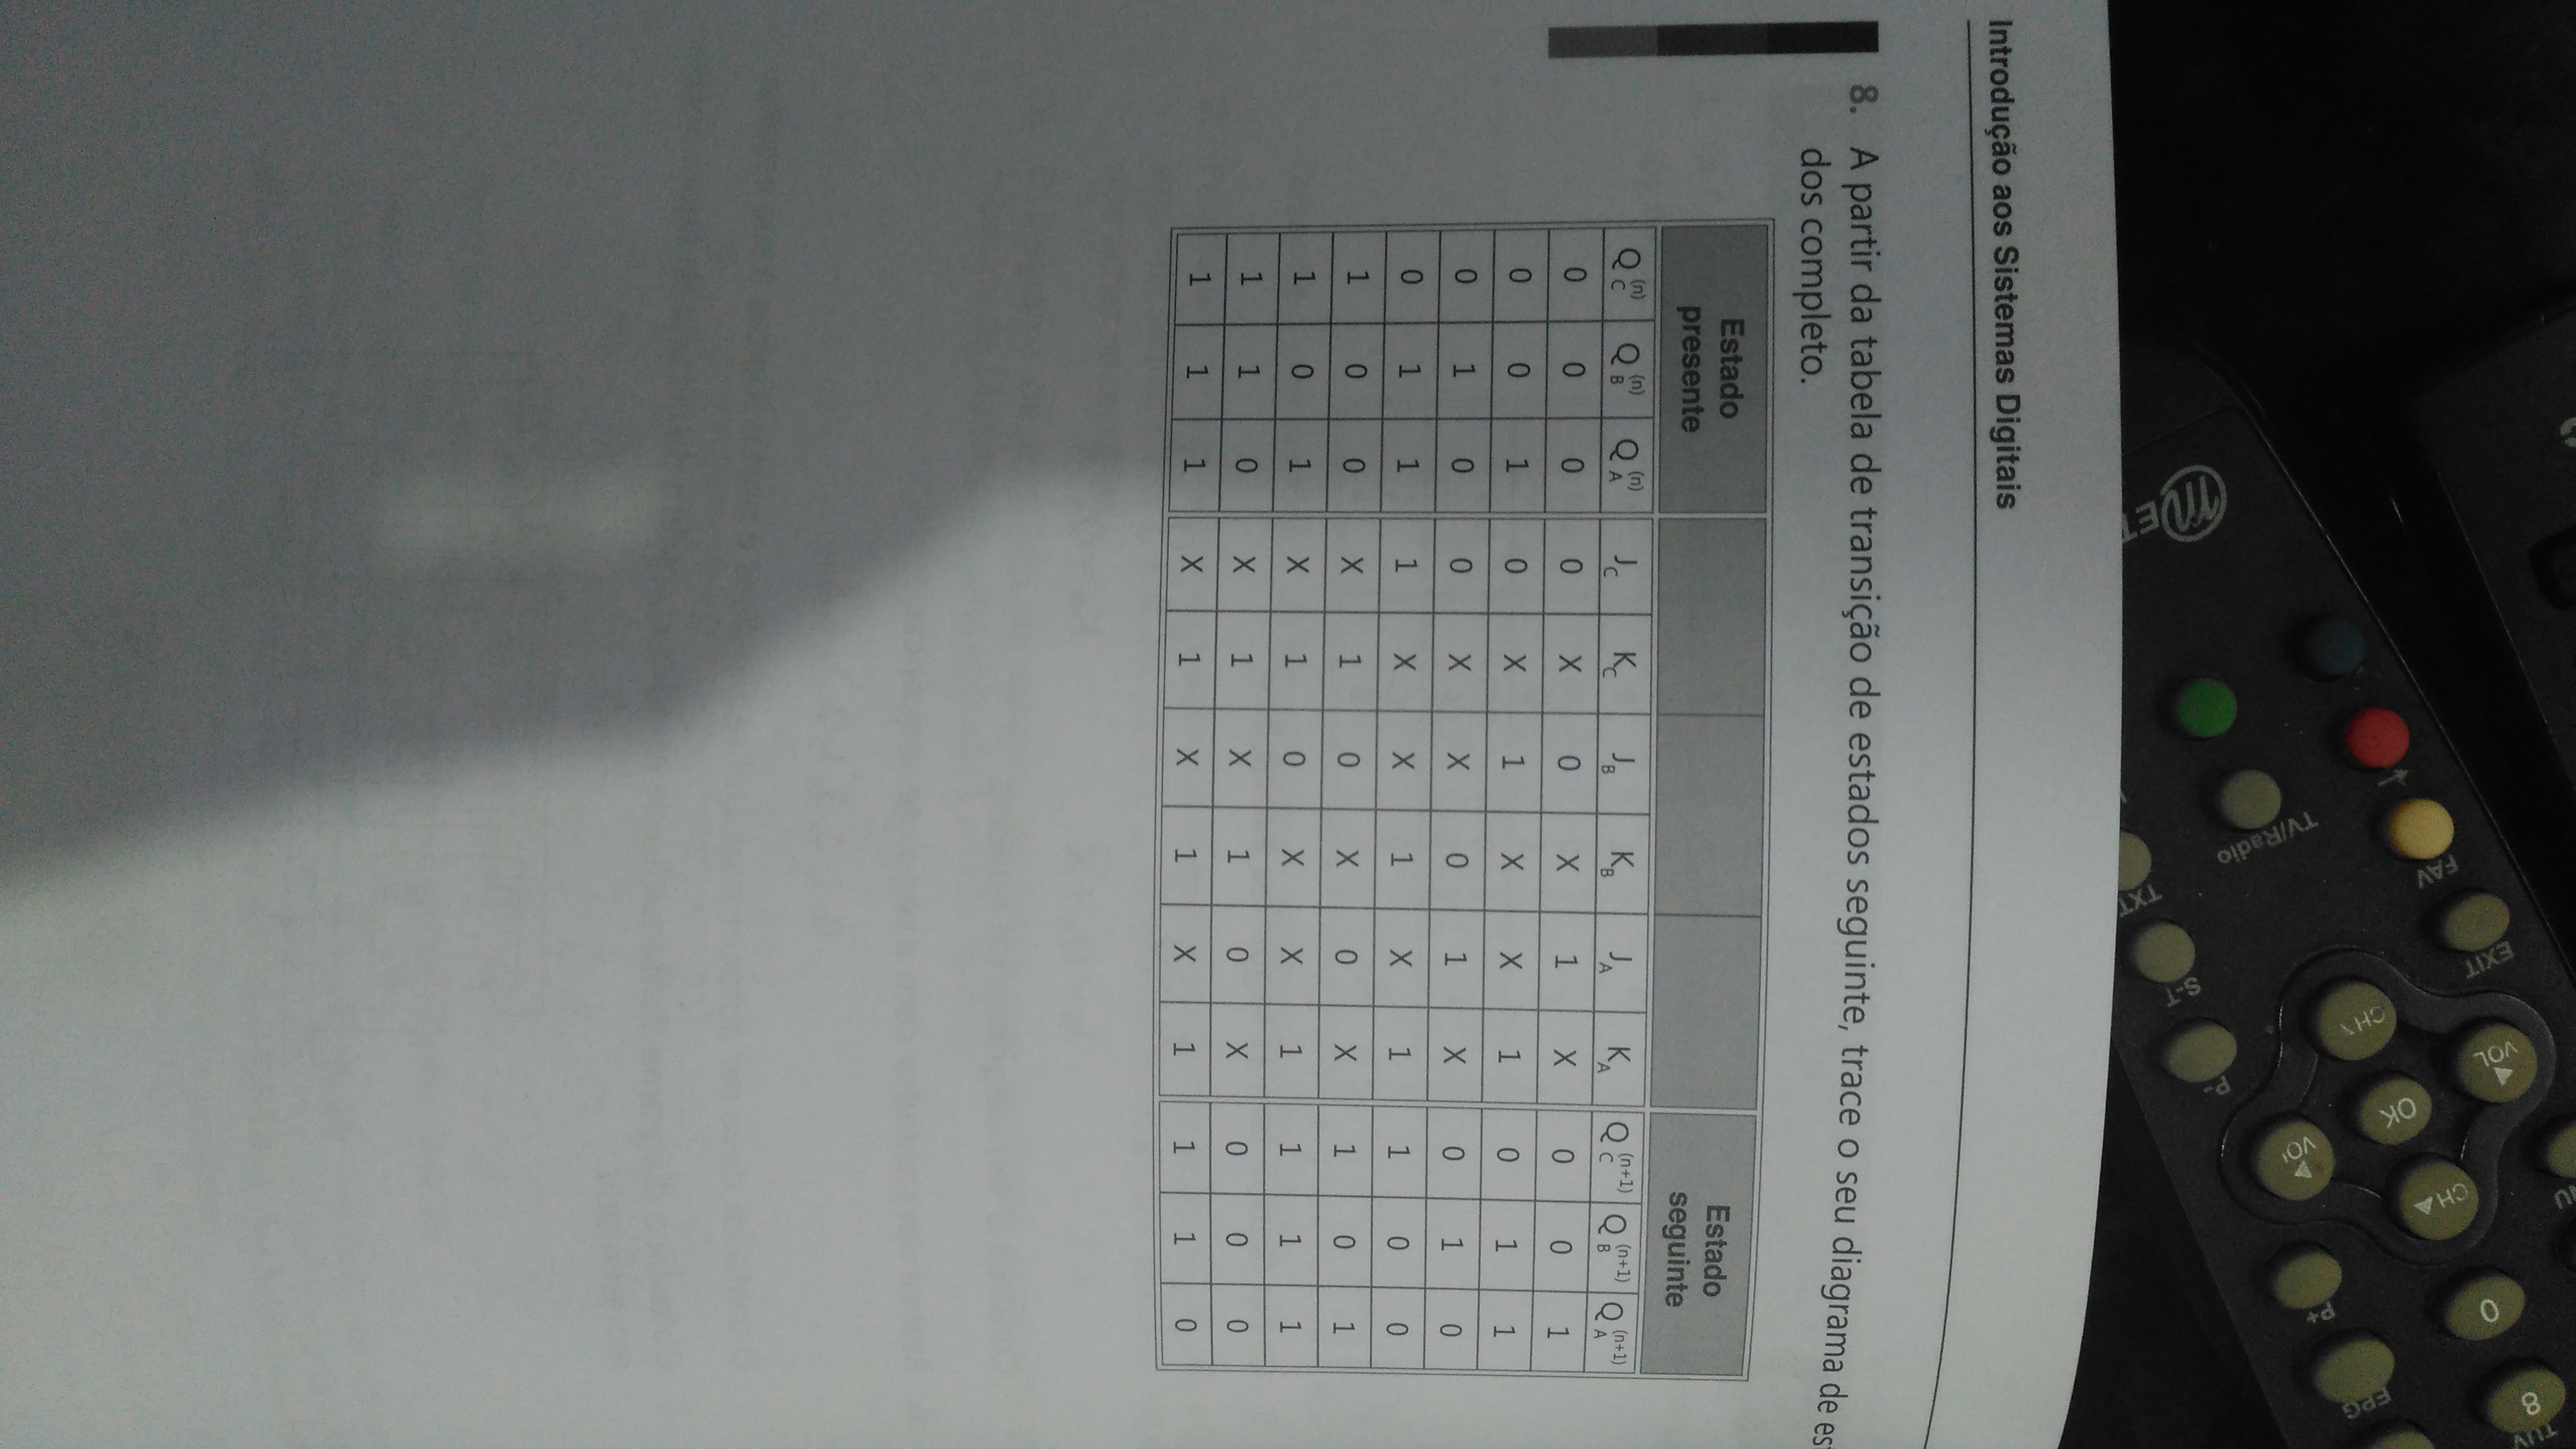 Introdução aos Sistemas Digitais
8. A partir da tabela de transição de estados seguinte, trace o seu diagrama de es
dos completo.
Estado presente Estado seguinte
Q_C^(n) Q_B^(n) Q_A^(n) J_C K_C J_B K_B J_A K_A Q_C^(n+1) Q_B^(n+1) Q_A^(n+1)
0 0 0 0 X 0 X 1 X 0 0 1
0 0 1 0 X 1 X X 1 0 1 1
0 1 0 0 X X 0 1 X 0 1 0
0 1 1 1 X X 1 X 1 1 0 0
1 0 0 X 1 0 X 0 X 1 0 1
1 0 1 X 1 0 X X 1 1 1 1
1 1 0 X 1 X 1 0 X 0 0 0
1 1 1 X 1 X 1 X 1 1 1 0
TV/Radio
FAV
TXT
EXIT
S-T
P-
CH
VOL
OK
VOL
CH
P+
0
EPG
8
TUV